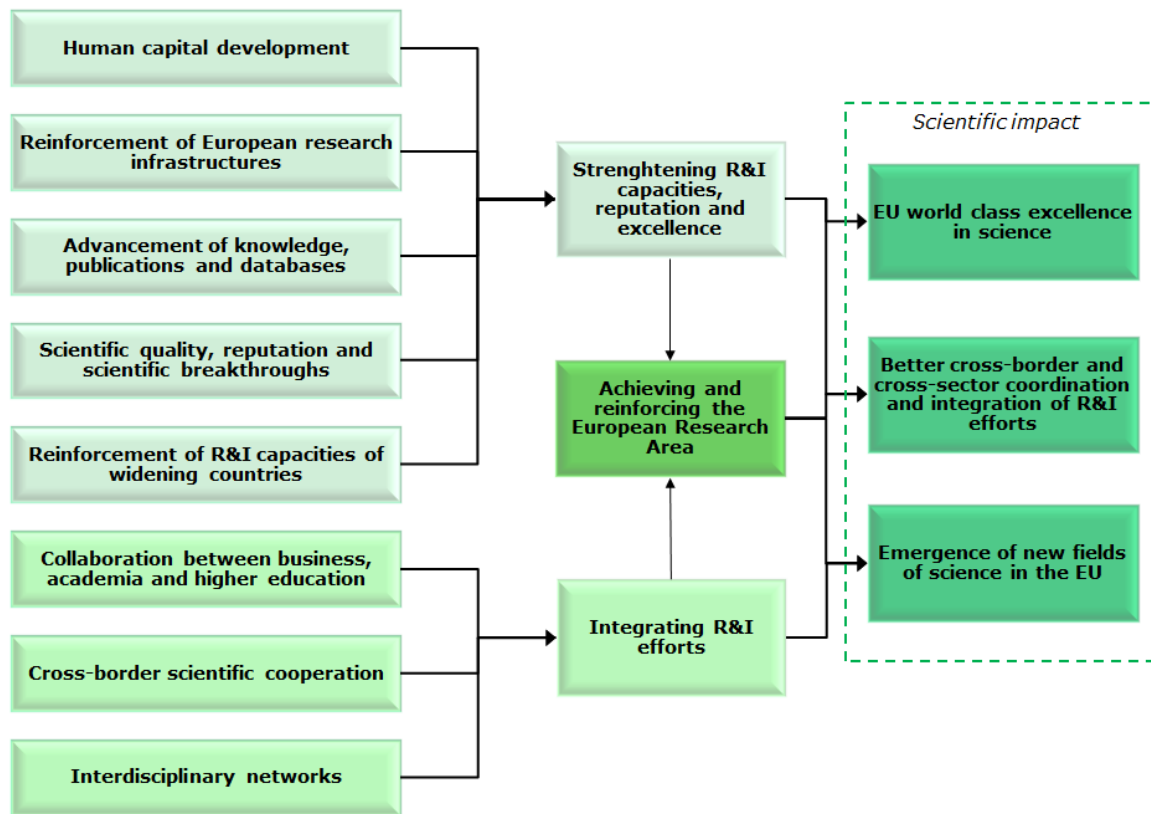 Human capital development
Reinforcement of European research
infrastructures
Advancement of knowledge,
publications and databases
Scientific quality, reputation and
scientific breakthroughs
Reinforcement of R&I capacities of
widening countries
Collaboration between business,
academia and higher education
Cross-border scientific cooperation
Interdisciplinary networks
Strenghtening R&I
capacities,
reputation and
excellence
Achieving and
reinforcing the
European Research
Area
Integrating R&I
efforts
Scientific impact
EU world class excellence
in science
Better cross-border and
cross-sector coordination
and integration of R&I
efforts
Emergence of new fields
of science in the EU